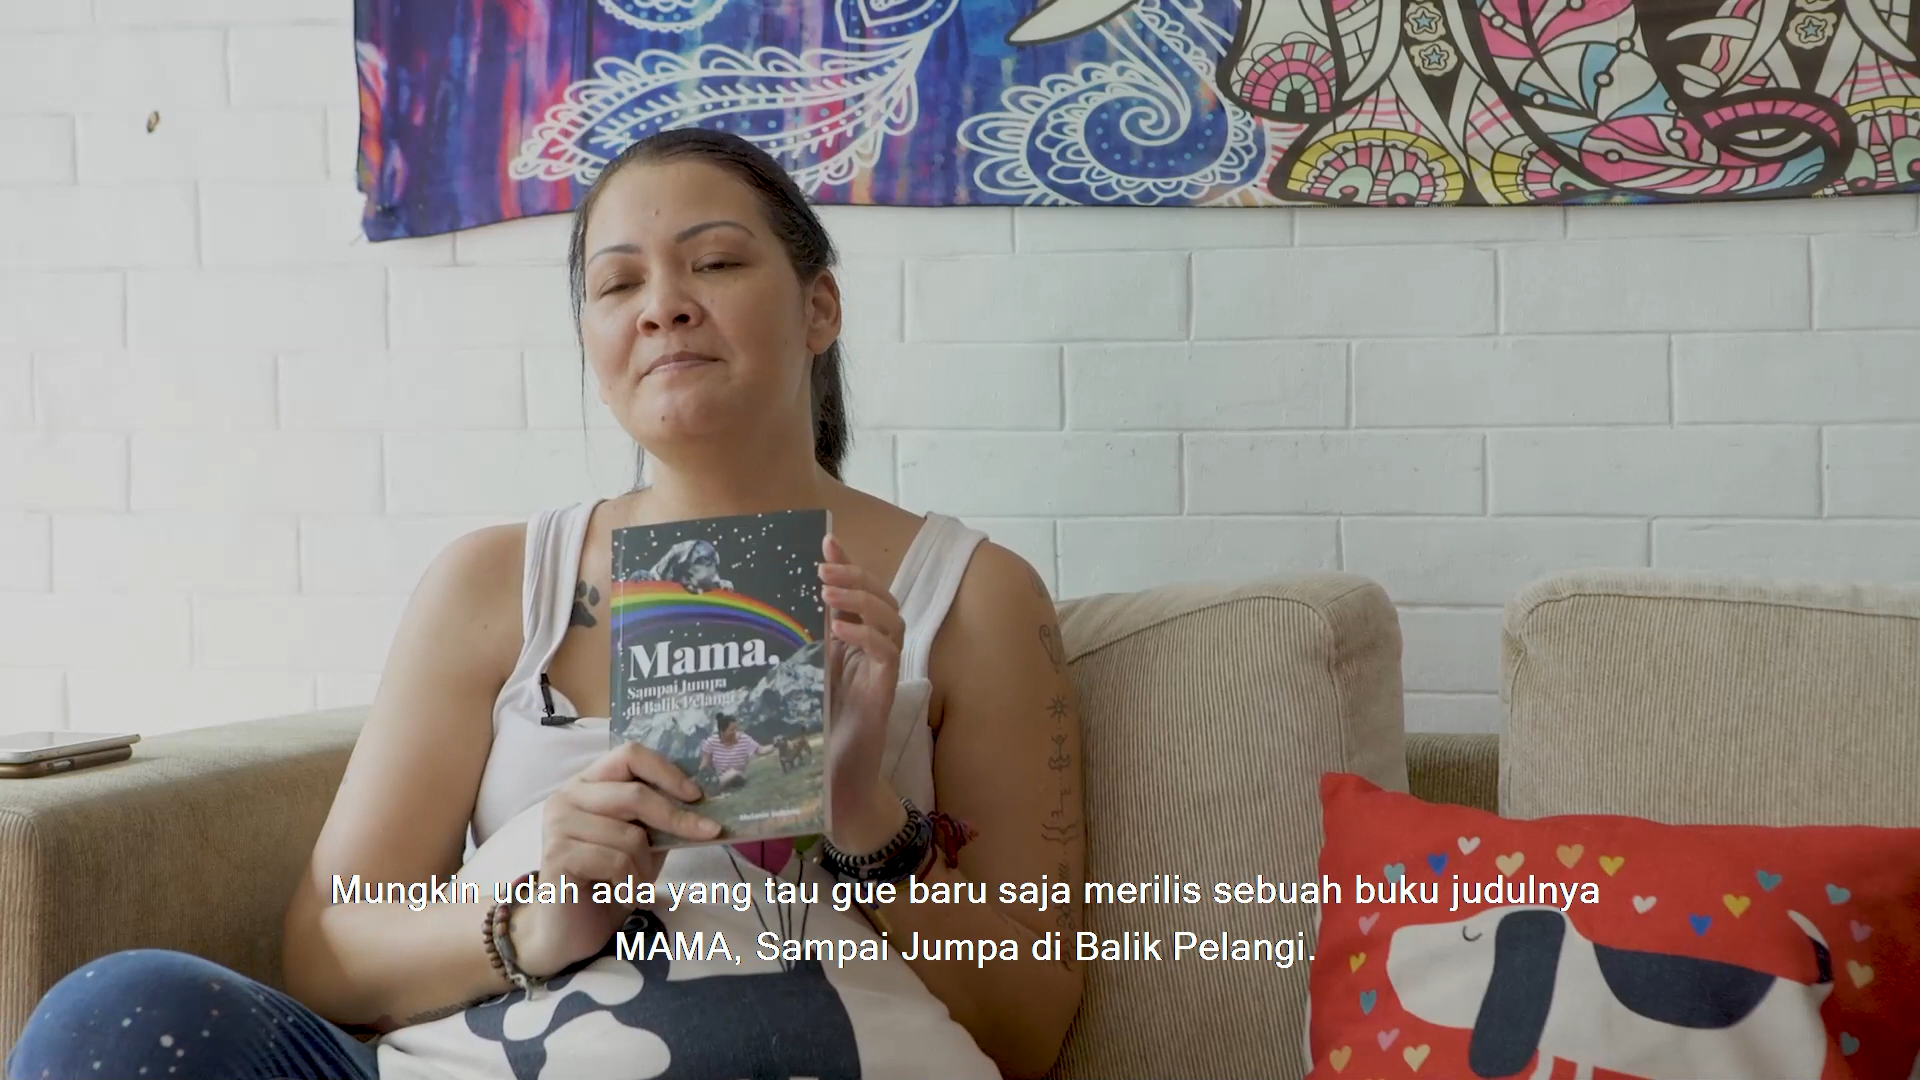 Mama,
Sampai Jumpa
di Balik Pelangi
Melanie
Mungkin udah ada yang tau gue baru saja merilis sebuah buku judulnya
MAMA, Sampai Jumpa di Balik Pelangi.